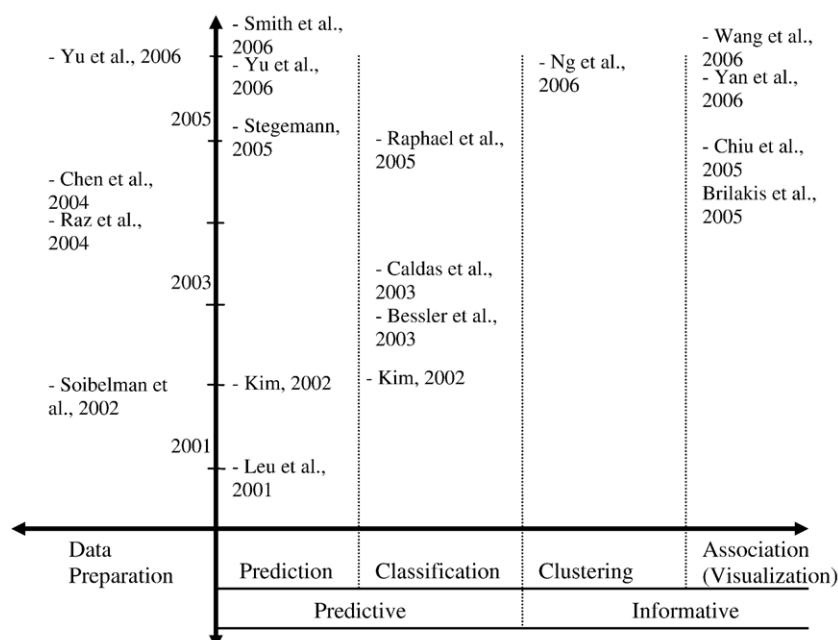 - Yu et al., 2006
- Chen et al.,
2004
- Raz et al.,
2004
- Soibelman et
al., 2002
2005
2003
2001
- Smith et al.,
2006
- Yu et al.,
2006
- Stegemann,
2005
- Kim, 2002
- Leu et al.,
2001
- Raphael et al.,
2005
- Caldas et al.,
2003
- Bessler et al.,
2003
- Kim, 2002
- Ng et al.,
2006
- Wang et al.,
2006
- Yan et al.,
2006
- Chiu et al.,
2005
Brilakis et al.,
2005
Data
Preparation
Prediction
Classification
Clustering
Association
(Visualization)
Predictive
Informative